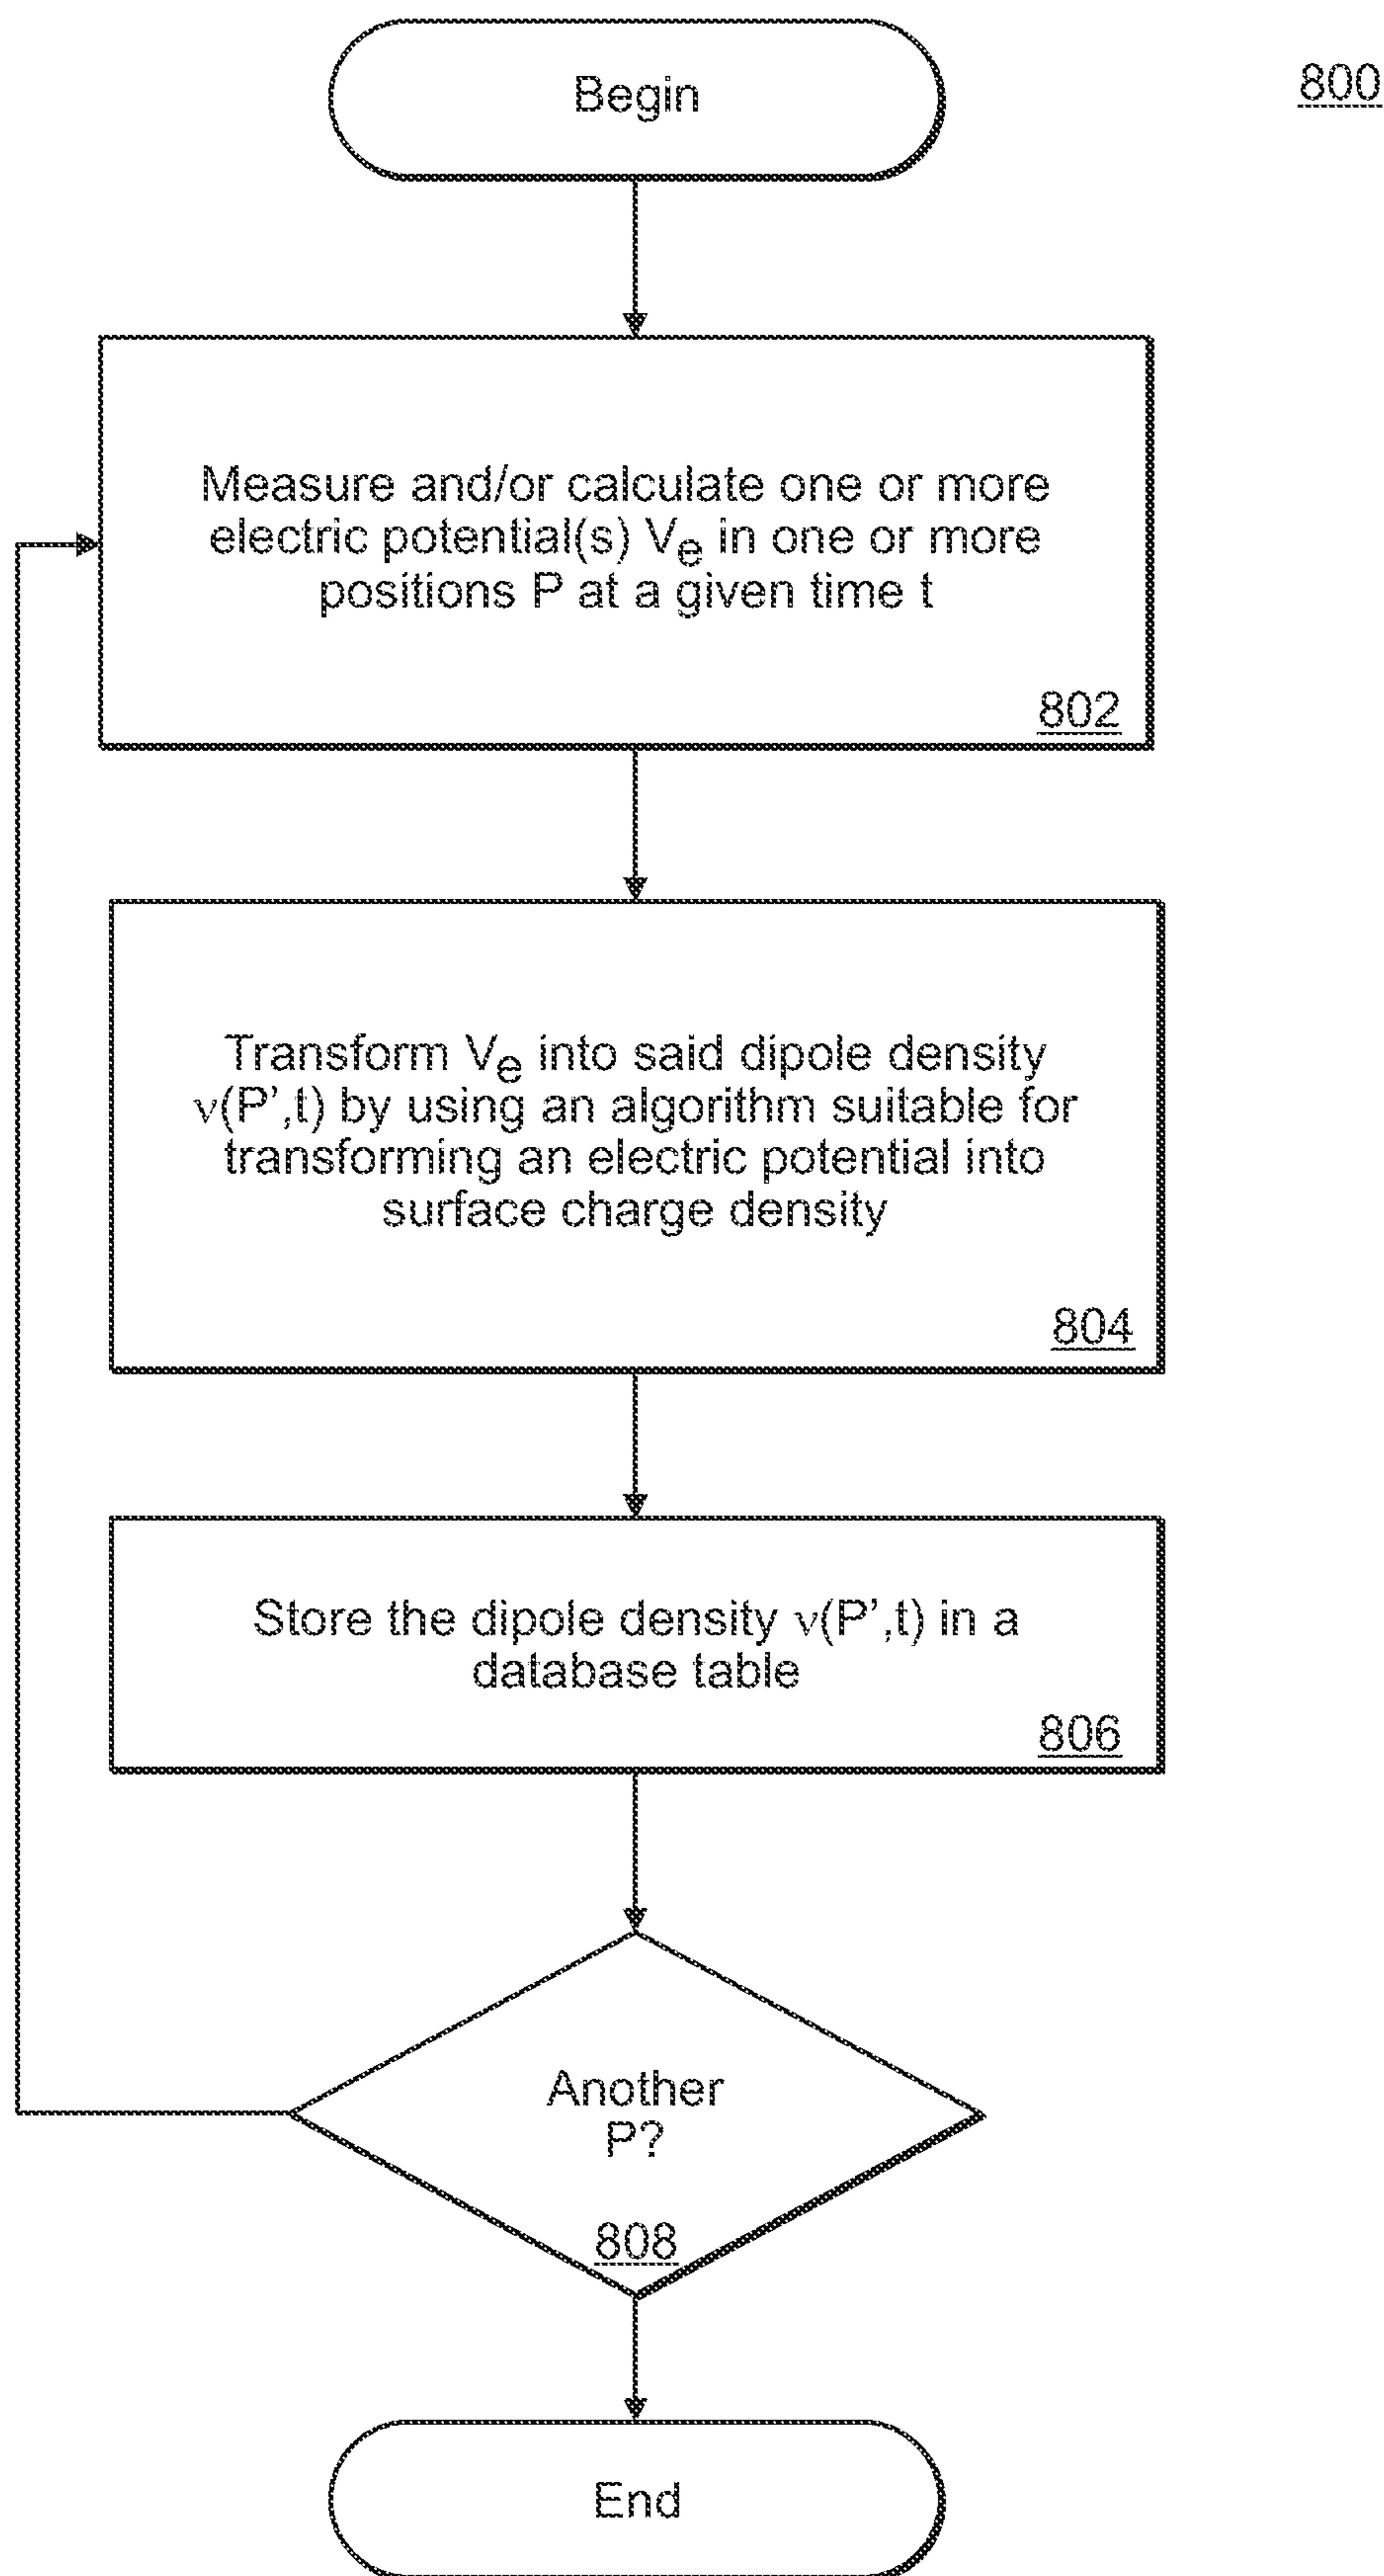 Begin
800
Measure and/or calculate one or more
electric potential(s) Ve in one or more
positions P at a given time t
802
Transform Ve into said dipole density
ν(P',t) by using an algorithm suitable for
transforming an electric potential into
surface charge density
804
Store the dipole density ν(P',t) in a
database table
806
Another
P?
808
End